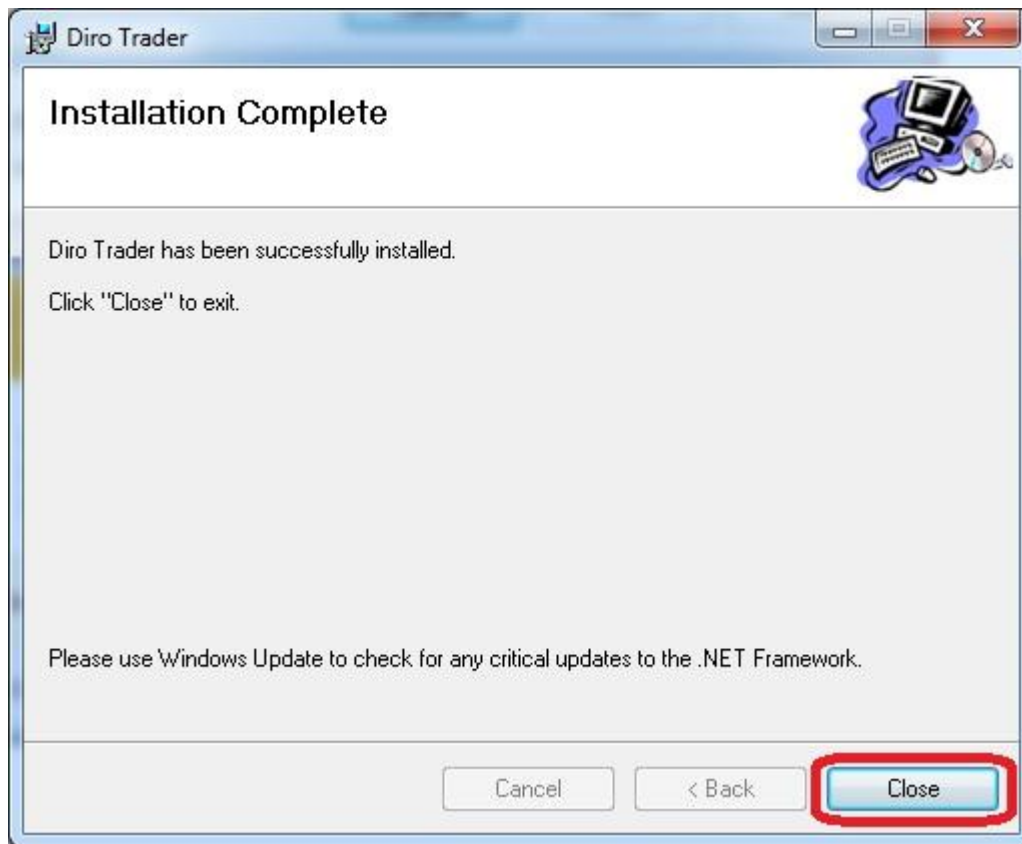 Diro Trader
Installation Complete
Diro Trader has been successfully installed.
Click "Close" to exit.
Please use Windows Update to check for any critical updates to the .NET Framework.
Cancel
< Back
Close